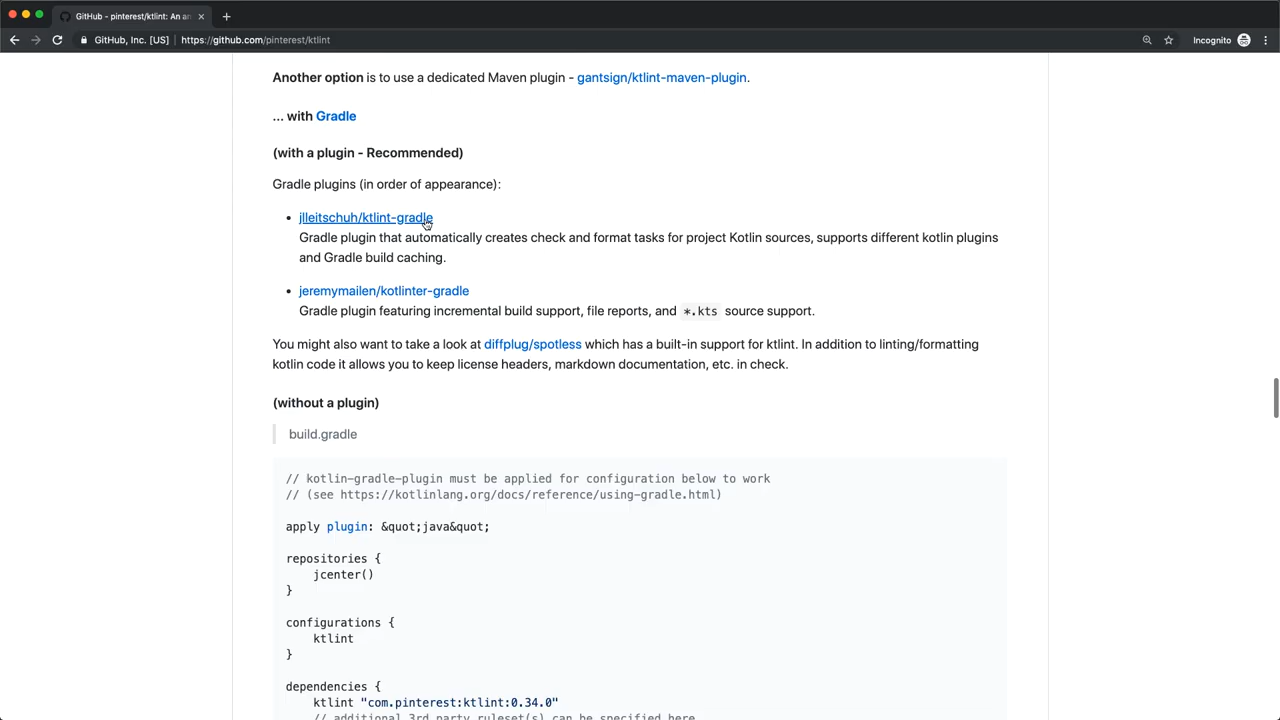 GitHub - pinterest/ktlint: An an
GitHub, Inc. [US] | https://github.com/pinterest/ktlint
Incognito
Another option is to use a dedicated Maven plugin - gantsign/ktlint-maven-plugin.
... with Gradle
(with a plugin - Recommended)
Gradle plugins (in order of appearance):
• jlleitschuh/ktlint-gradle
Gradle plugin that automatically creates check and format tasks for project Kotlin sources, supports different kotlin plugins
and Gradle build caching.
• jeremymailen/kotlinter-gradle
Gradle plugin featuring incremental build support, file reports, and *.kts source support.
You might also want to take a look at diffplug/spotless which has a built-in support for ktlint. In addition to linting/formatting
kotlin code it allows you to keep license headers, markdown documentation, etc. in check.
(without a plugin)
build.gradle
// kotlin-gradle-plugin must be applied for configuration below to work
// (see https://kotlinlang.org/docs/reference/using-gradle.html)
apply plugin: &quot;java&quot;
repositories {
jcenter()
}
configurations {
ktlint
}
dependencies {
ktlint "com.pinterest:ktlint:0.34.0"
// additional 3rd party ruleset(s) can be specified here